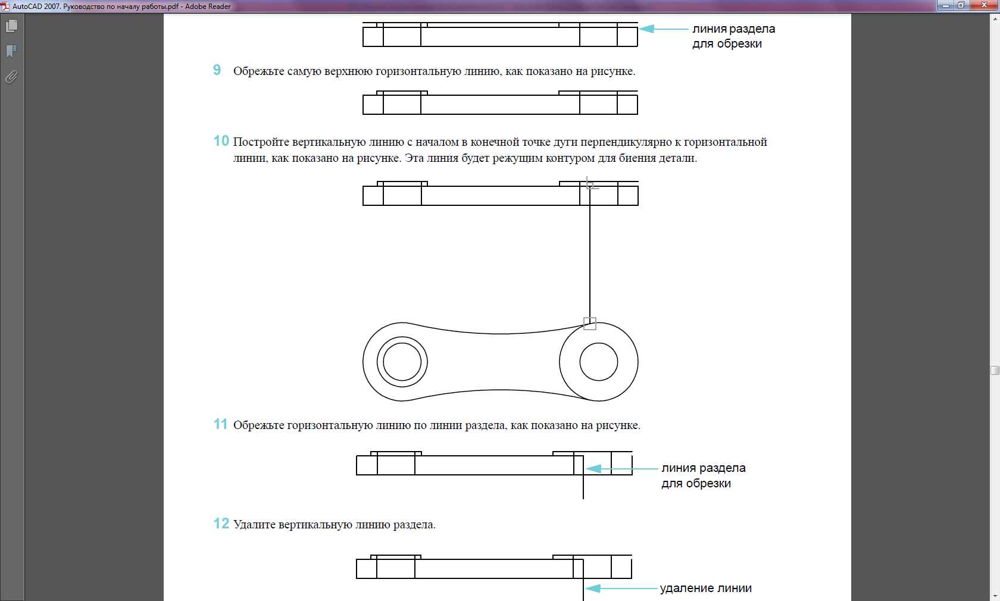 AutoCAD 2007. Руководство по началу работы.pdf - Adobe Reader
линия раздела
для обрезки
9 Обрежьте самую верхнюю горизонтальную линию, как показано на рисунке.
10 Постройте вертикальную линию с началом в конечной точке дуги перпендикулярно к горизонтальной
линии, как показано на рисунке. Эта линия будет режущим контуром для биения детали.
11 Обрежьте горизонтальную линию по линии раздела, как показано на рисунке.
линия раздела
для обрезки
12 Удалите вертикальную линию раздела.
удаление линии